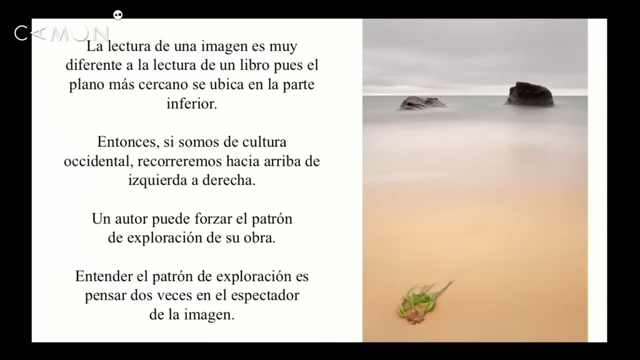 CAMON
La lectura de una imagen es muy
diferente a la lectura de un libro pues el
plano más cercano se ubica en la parte
inferior.
Entonces, si somos de cultura
occidental, recorreremos hacia arriba de
izquierda a derecha.
Un autor puede forzar el patrón
de exploración de su obra.
Entender el patrón de exploración es
pensar dos veces en el espectador
de la imagen.